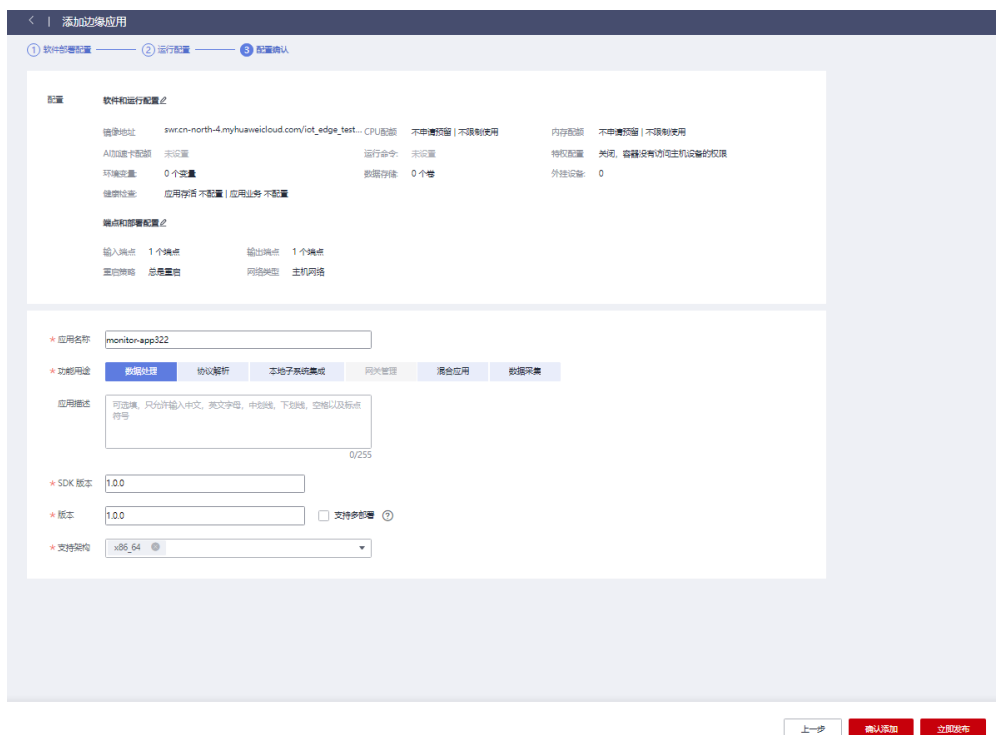 添加边缘应用
1 软件部署配置 2 运行配置 3 配置确认
配置 软件和运行配置
镜像地址 swr.cn-north-4.myhuaweicloud.com/iot_edge_test... CPU配额 不申请预留 | 不限制使用 内存配额 不申请预留 | 不限制使用
AI加速卡配额 未设置 运行命令: 未设置 特权配置 关闭，容器没有访问主机设备的权限
环境变量: 0 个变量 数据存储: 0 个卷 外挂设备: 0
健康检查: 应用存活 不配置 | 应用业务 不配置
端点和部署配置
输入端点 1 个端点 输出端点 1 个端点
重启策略 总是重启 网络类型 主机网络
* 应用名称 monitor-app322
* 功能用途 数据处理 协议解析 本地子系统集成 网关管理 混合应用 数据采集
应用描述 可选填，只允许输入中文，英文字母，中划线，下划线，空格以及标点
符号
0/255
* SDK 版本 1.0.0
* 版本 1.0.0 支持多部署 ?
* 支持架构 x86_64
上一步 确认添加 立即发布